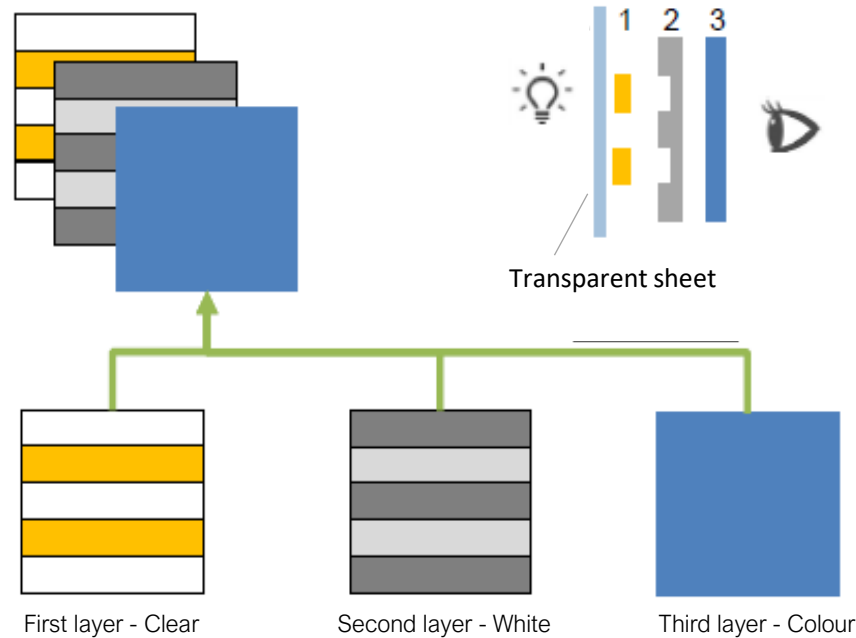 1 2 3
Transparent sheet
First layer - Clear
Second layer - White
Third layer - Colour